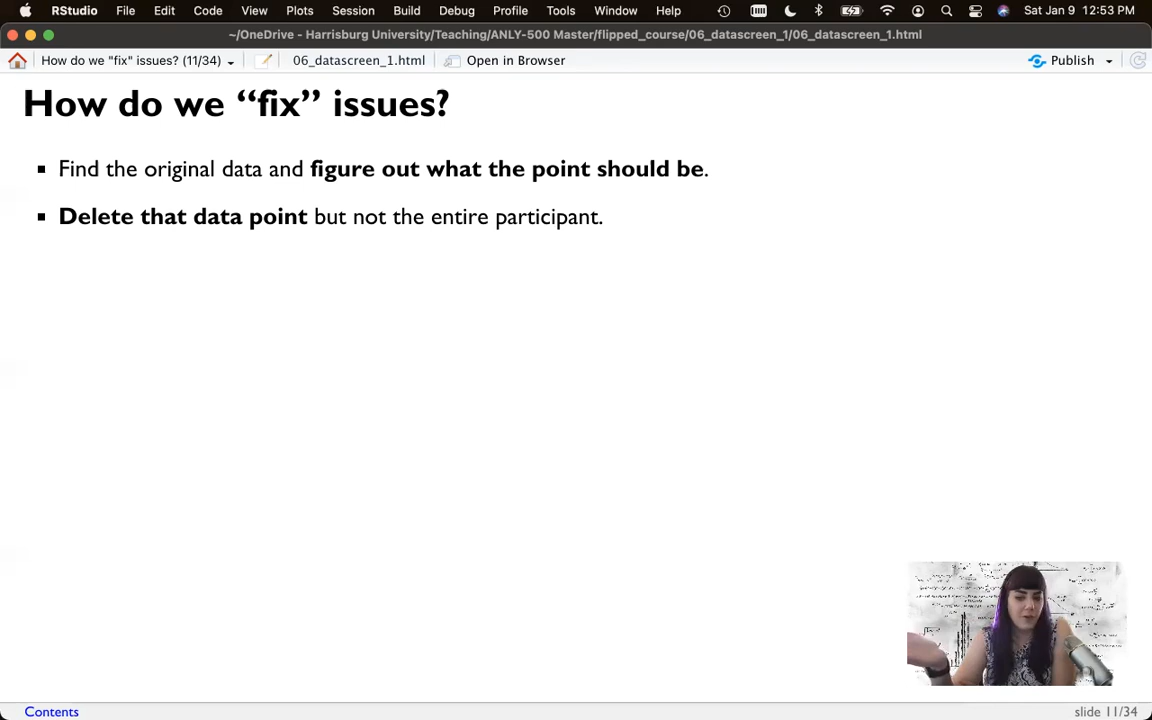 RStudio File Edit Code View Plots Session Build Debug Profile Tools Window Help Sat Jan 9 12:53 PM
~/OneDrive - Harrisburg University/Teaching/ANLY-500 Master/flipped_course/06_datascreen_1/06_datascreen_1.html
How do we "fix" issues? (11/34) 06_datascreen_1.html Open in Browser Publish
How do we “fix” issues?
Find the original data and figure out what the point should be.
Delete that data point but not the entire participant.
Contents slide 11/34